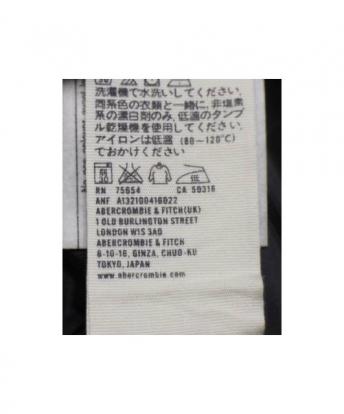 洗濯機で水洗いしてください。
同系色の衣類と一緒に、非塩素
系の漂白剤のみ、低温のタンブ
ル乾燥機を使用してください。
アイロンは低温 (80-120℃)
でおかけください
RN 75654 CA 50316
ANF A132100416022
ABERCROMBIE & FITCH(UK)
1 OLD BURLINGTON STREET
LONDON W1S 3AG
ABERCROMBIE & FITCH
6-10-16, GINZA, CHUO-KU
TOKYO, JAPAN
www.abercrombie.com